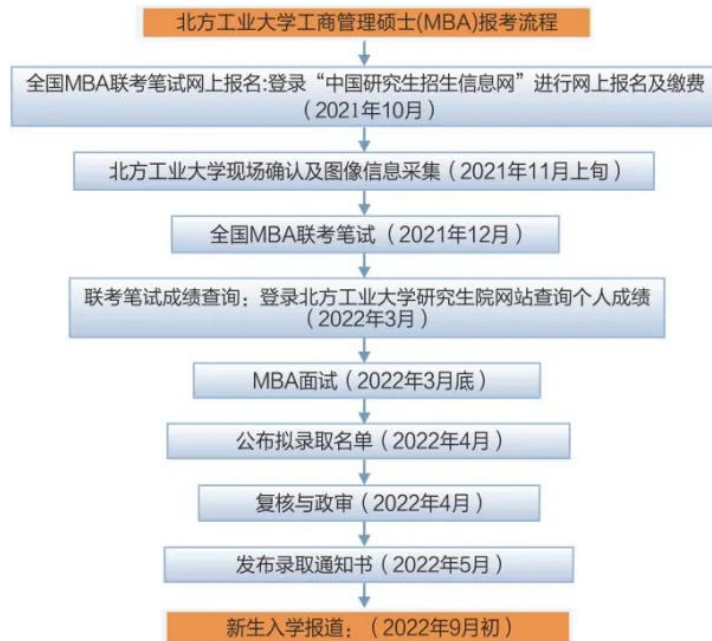 北方工业大学工商管理硕士(MBA)报考流程
全国MBA联考笔试网上报名:登录“中国研究生招生信息网”进行网上报名及缴费
(2021年10月)
北方工业大学现场确认及图像信息采集(2021年11月上旬)
全国MBA联考笔试(2021年12月)
联考笔试成绩查询：登录北方工业大学研究生院网站查询个人成绩
(2022年3月)
MBA面试(2022年3月底)
公布拟录取名单(2022年4月)
复核与政审(2022年4月)
发布录取通知书(2022年5月)
新生入学报道：(2022年9月初)